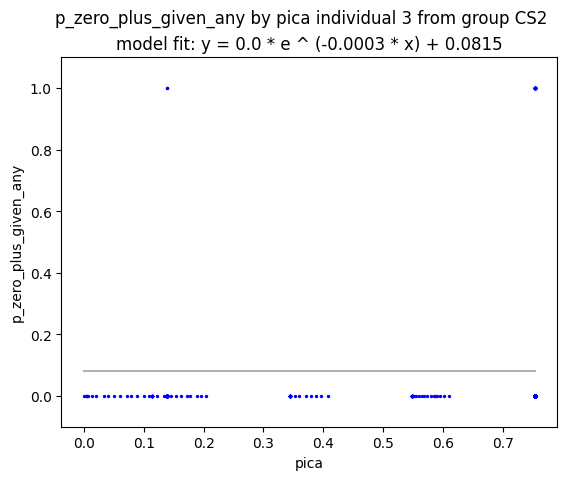 p_zero_plus_given_any by pica individual 3 from group CS2
model fit: y = 0.0 * e ^ (-0.0003 * x) + 0.0815
1.0
0.8
0.6
0.4
0.2
0.0
p_zero_plus_given_any
0.0 0.1 0.2 0.3 0.4 0.5 0.6 0.7
pica